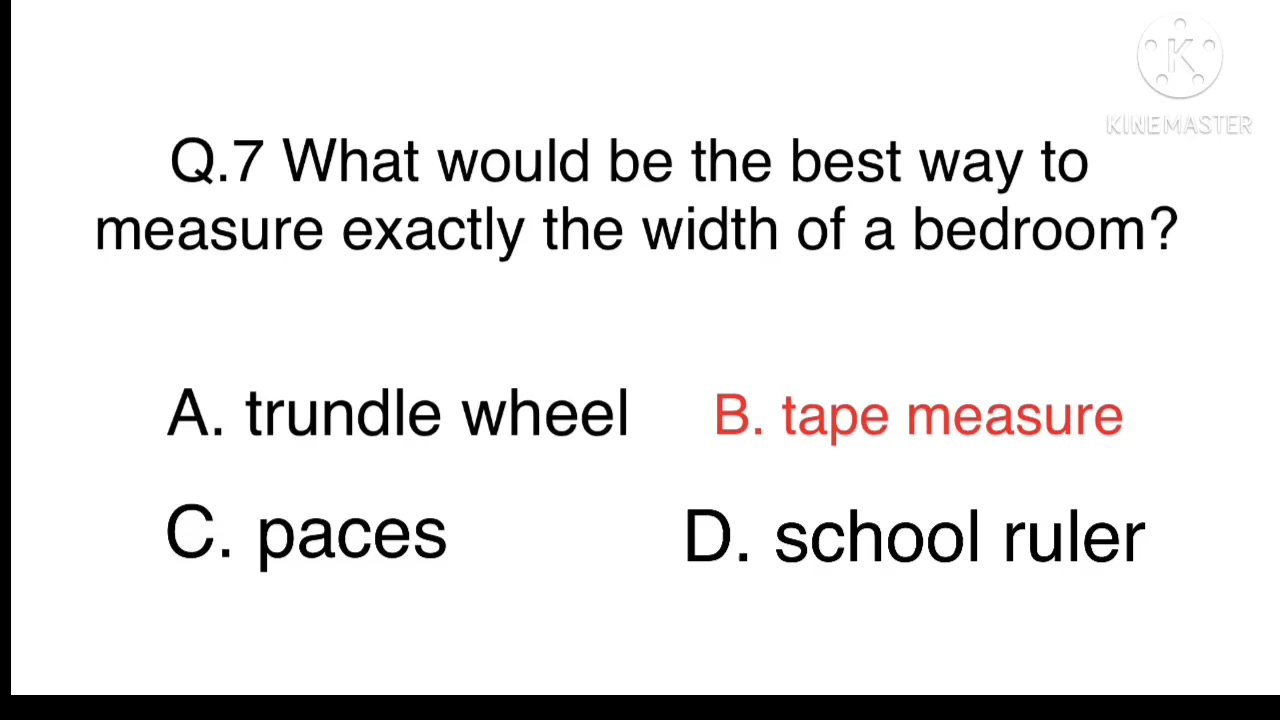 K
KINEMASTER
Q.7 What would be the best way to
measure exactly the width of a bedroom?
A. trundle wheel
B. tape measure
C. paces
D. school ruler